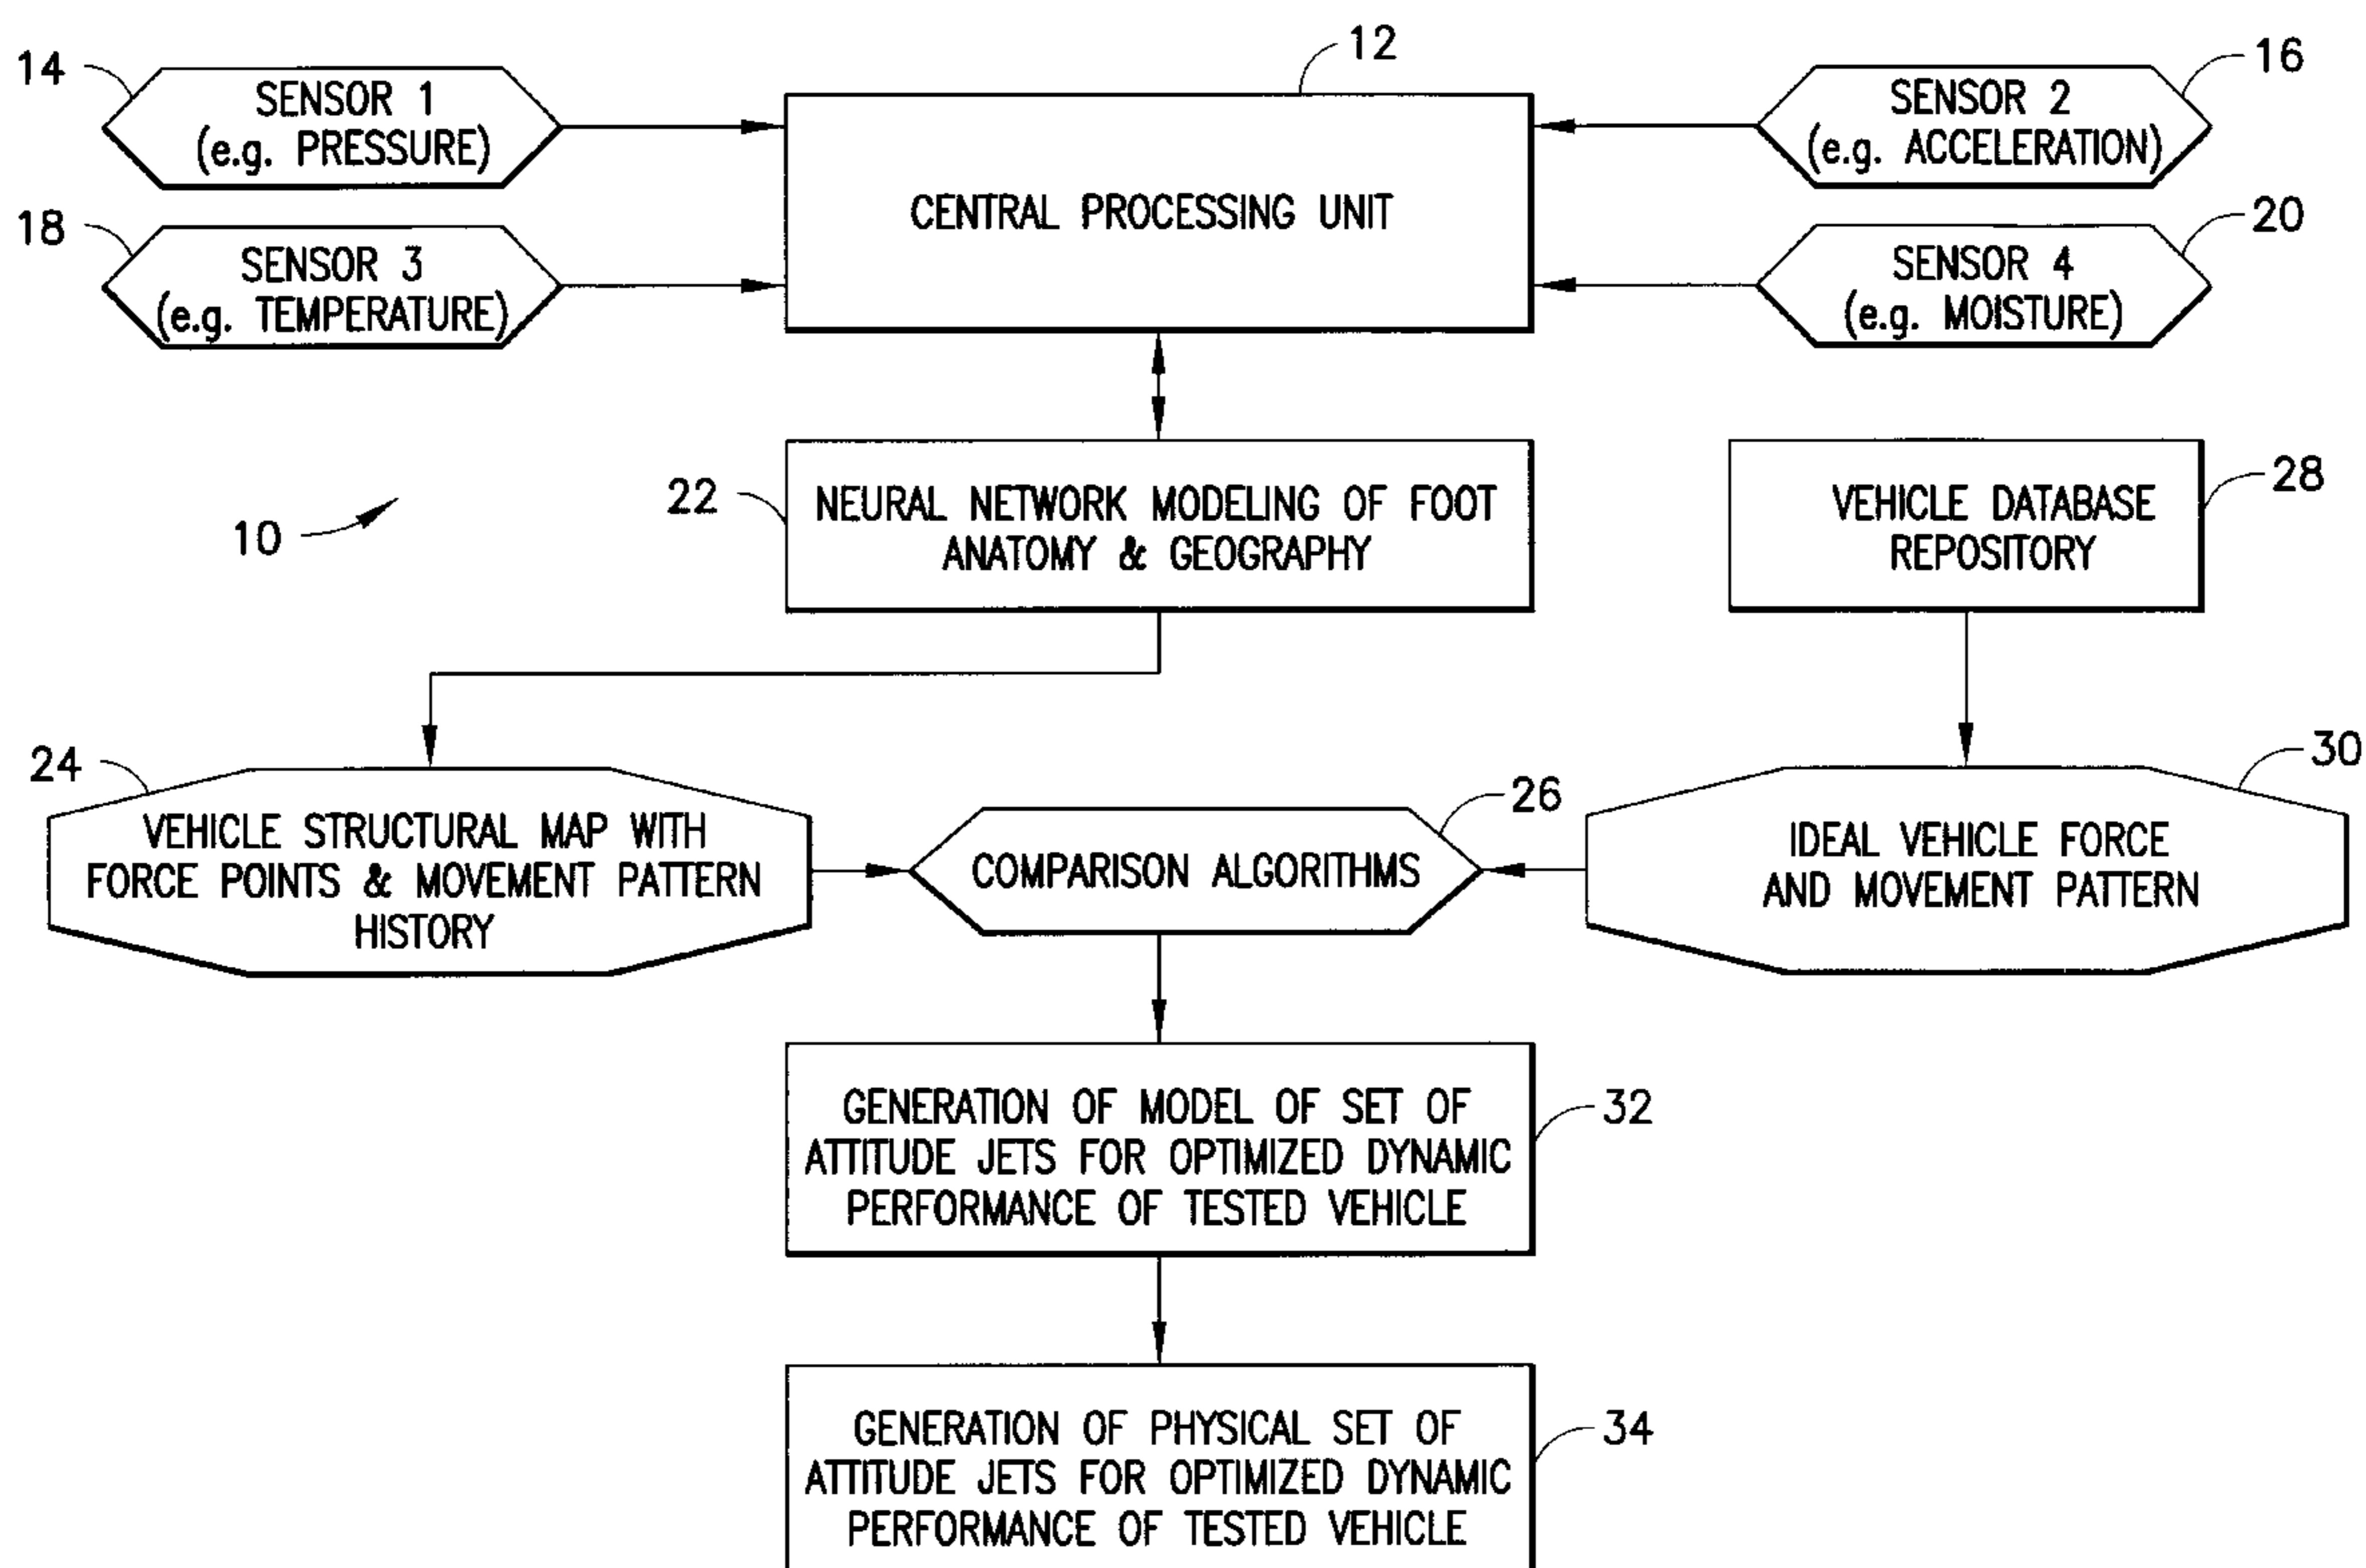 12
14
SENSOR 1
(e.g. PRESSURE)
16
SENSOR 2
(e.g. ACCELERATION)
CENTRAL PROCESSING UNIT
18
SENSOR 3
(e.g. TEMPERATURE)
20
SENSOR 4
(e.g. MOISTURE)
10
22
NEURAL NETWORK MODELING OF FOOT
ANATOMY & GEOGRAPHY
28
VEHICLE DATABASE
REPOSITORY
24
VEHICLE STRUCTURAL MAP WITH
FORCE POINTS & MOVEMENT PATTERN
HISTORY
26
COMPARISON ALGORITHMS
30
IDEAL VEHICLE FORCE
AND MOVEMENT PATTERN
32
GENERATION OF MODEL OF SET OF
ATTITUDE JETS FOR OPTIMIZED DYNAMIC
PERFORMANCE OF TESTED VEHICLE
34
GENERATION OF PHYSICAL SET OF
ATTITUDE JETS FOR OPTIMIZED DYNAMIC
PERFORMANCE OF TESTED VEHICLE